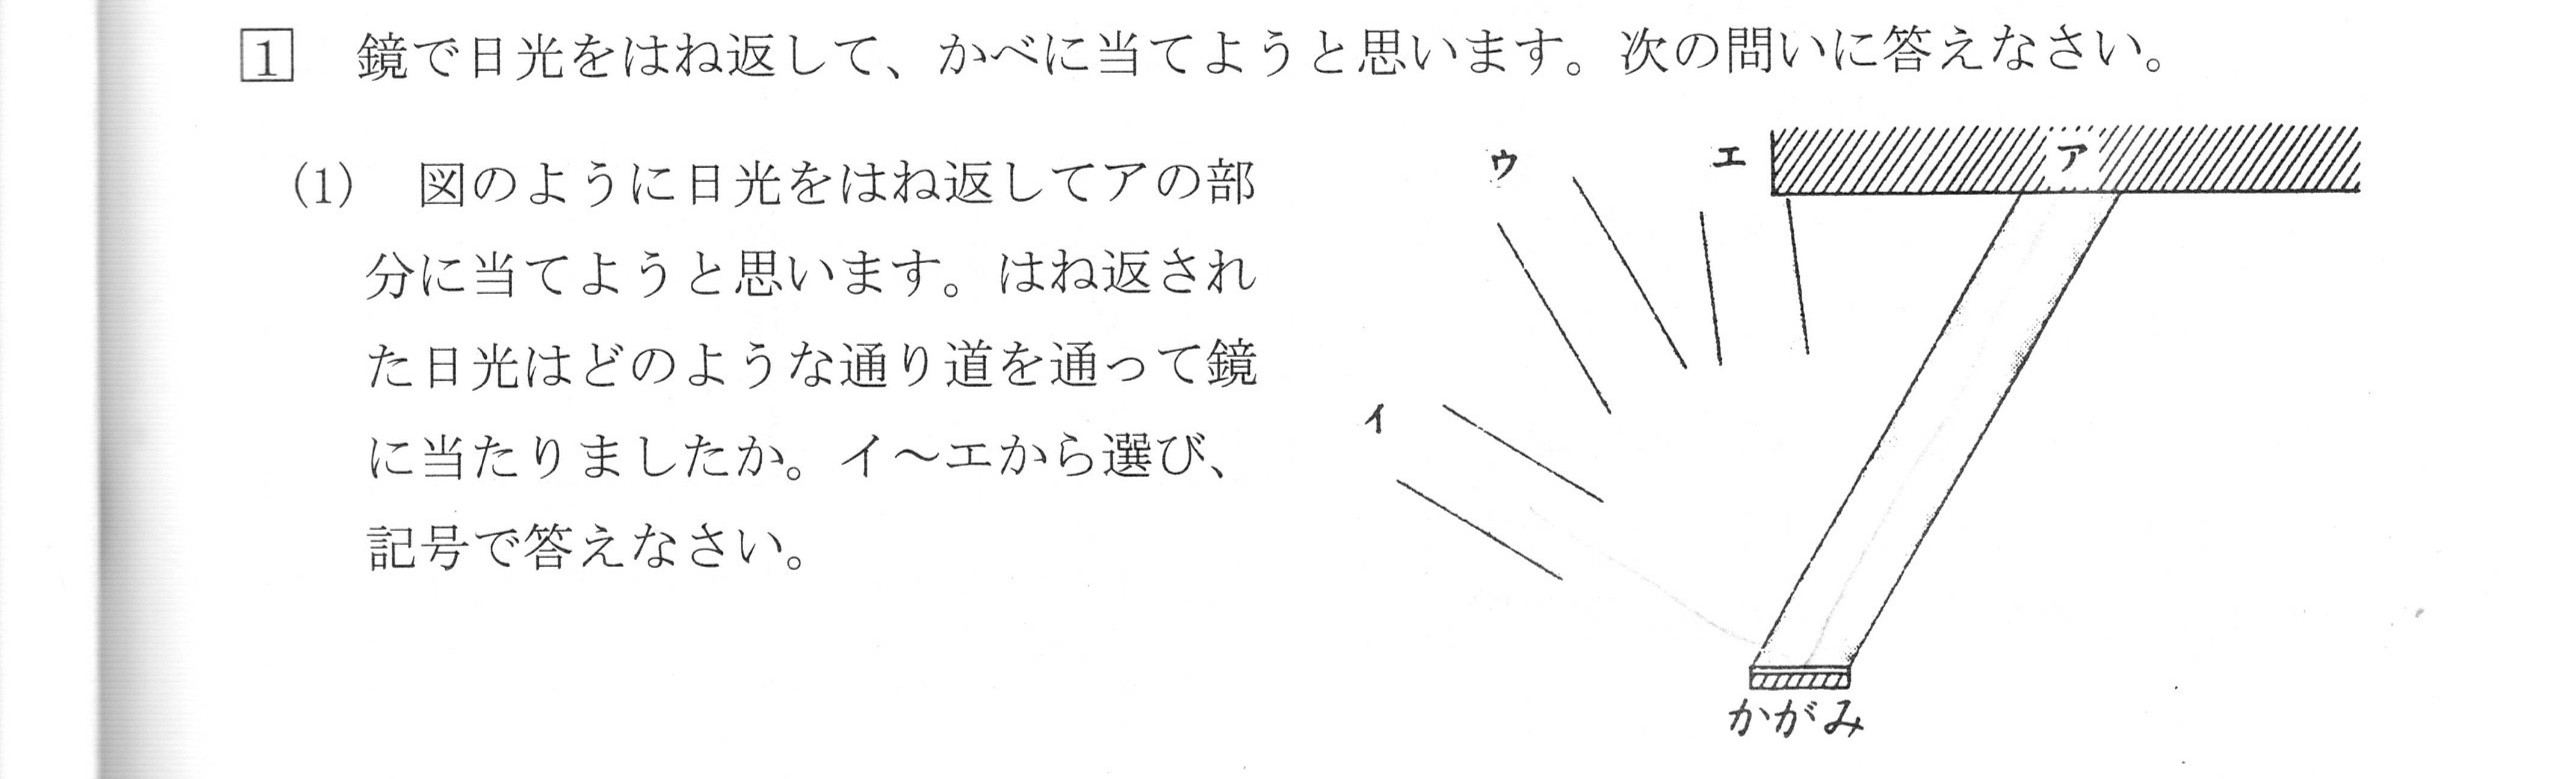 1 鏡で日光をはね返して、かべに当てようと思います。次の問いに答えなさい。
(1) 図のように日光をはね返してアの部
分に当てようと思います。はね返され
た日光はどのような通り道を通って鏡
に当たりましたか。イ〜エから選び、
記号で答えなさい。
ウ
エ
ア
イ
かがみ